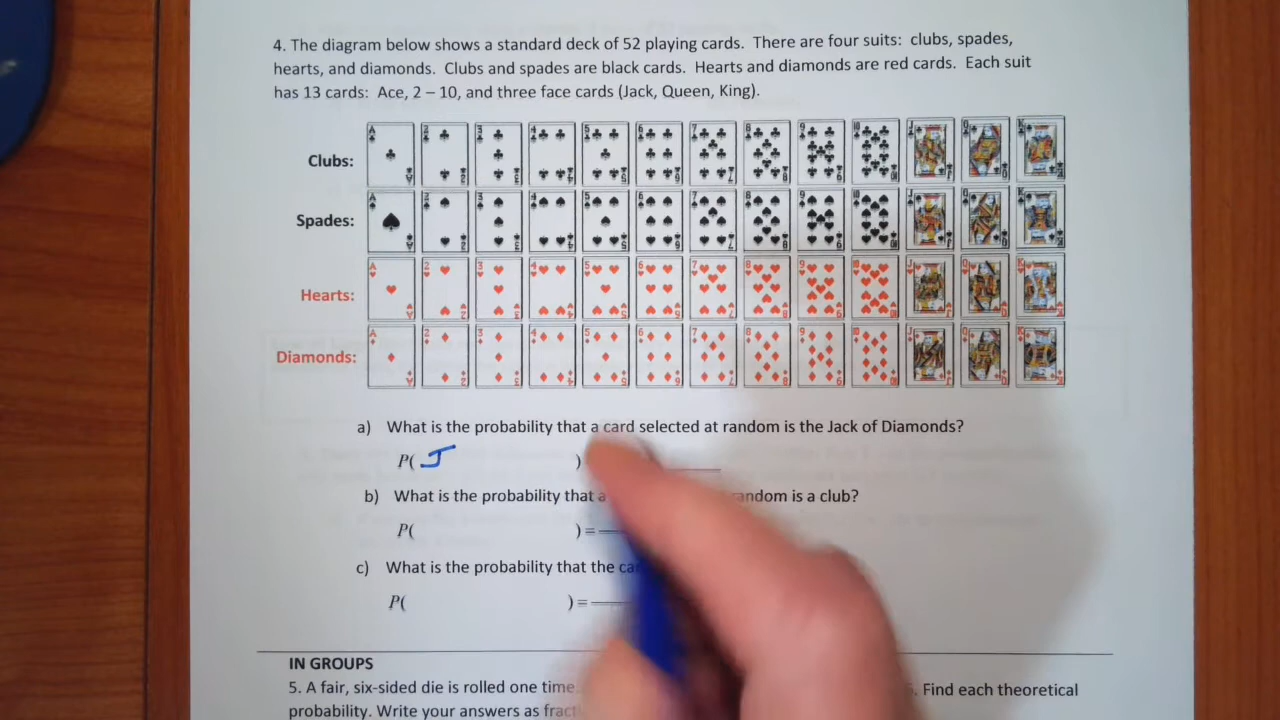 4. The diagram below shows a standard deck of 52 playing cards. There are four suits: clubs, spades,
hearts, and diamonds. Clubs and spades are black cards. Hearts and diamonds are red cards. Each suit
has 13 cards: Ace, 2 – 10, and three face cards (Jack, Queen, King).
Clubs:
Spades:
Hearts:
Diamonds:
a) What is the probability that a card selected at random is the Jack of Diamonds?
P( J )
b) What is the probability that a random is a club?
P( ) =
c) What is the probability that the
P( ) =
IN GROUPS
5. A fair, six-sided die is rolled one time. Find each theoretical
probability. Write your answers as